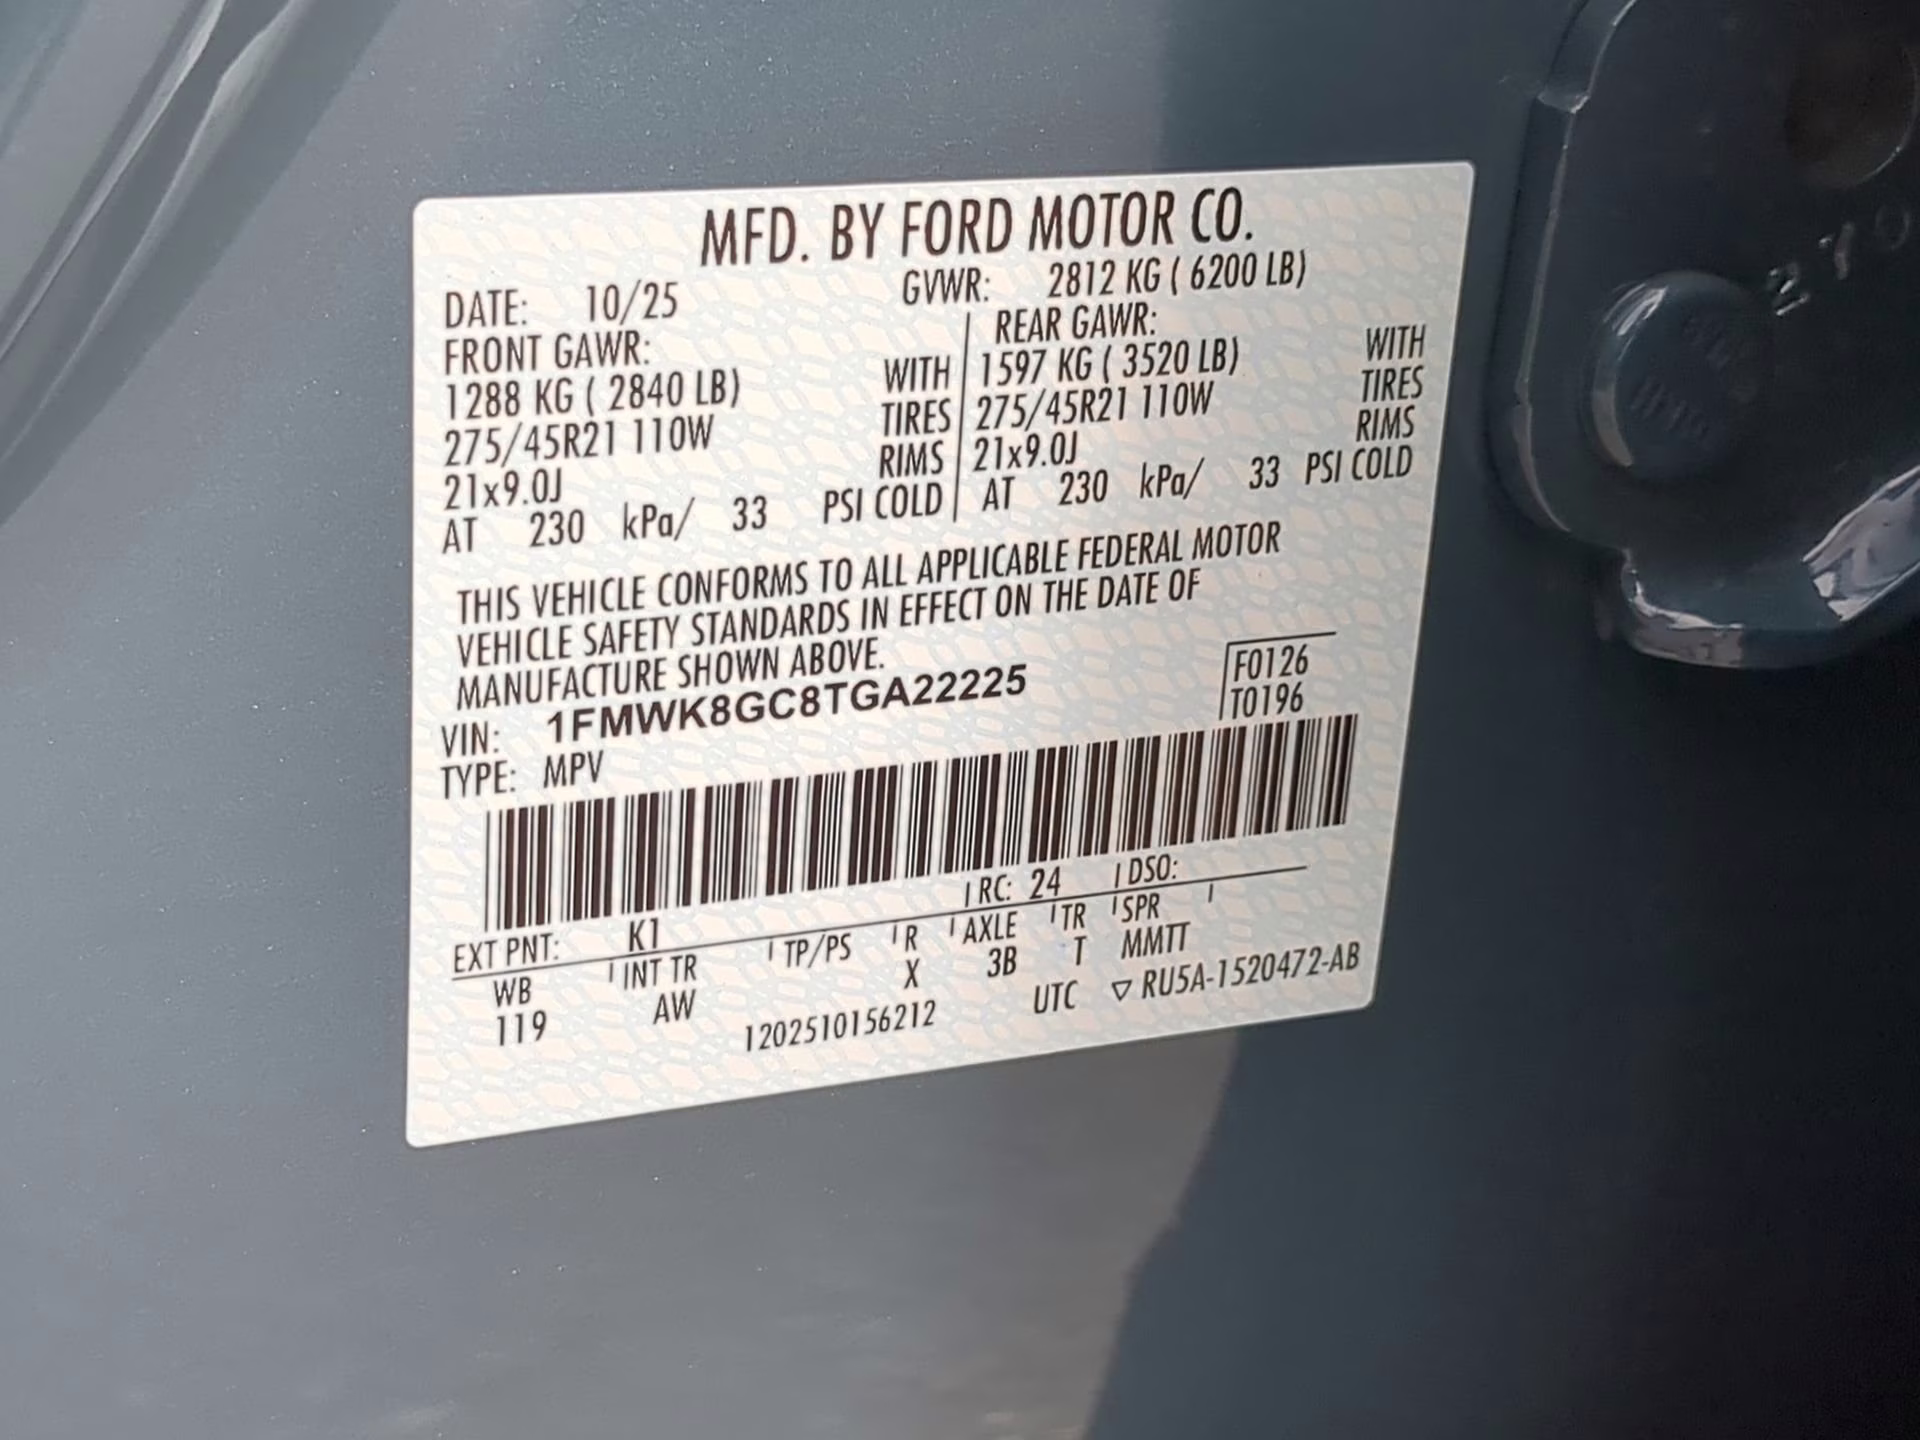 MFD. BY FORD MOTOR CO.
DATE: 10/25 GVWR: 2812 KG ( 6200 LB)
FRONT GAWR: REAR GAWR:
1288 KG ( 2840 LB) WITH 1597 KG ( 3520 LB) WITH
275/45R21 110W TIRES 275/45R21 110W TIRES
21x9.0J RIMS 21x9.0J RIMS
AT 230 kPa/ 33 PSI COLD AT 230 kPa/ 33 PSI COLD
THIS VEHICLE CONFORMS TO ALL APPLICABLE FEDERAL MOTOR
VEHICLE SAFETY STANDARDS IN EFFECT ON THE DATE OF
MANUFACTURE SHOWN ABOVE.
VIN: 1FMWK8GC8TGA22225 F0126
TYPE: MPV T0196
EXT PNT: K1 RC: 24 DSO:
WB INT TR TP/PS R AXLE TR SPR
119 AW X 3B T MMTT
1202510156212 UTC ▽ RU5A-1520472-AB